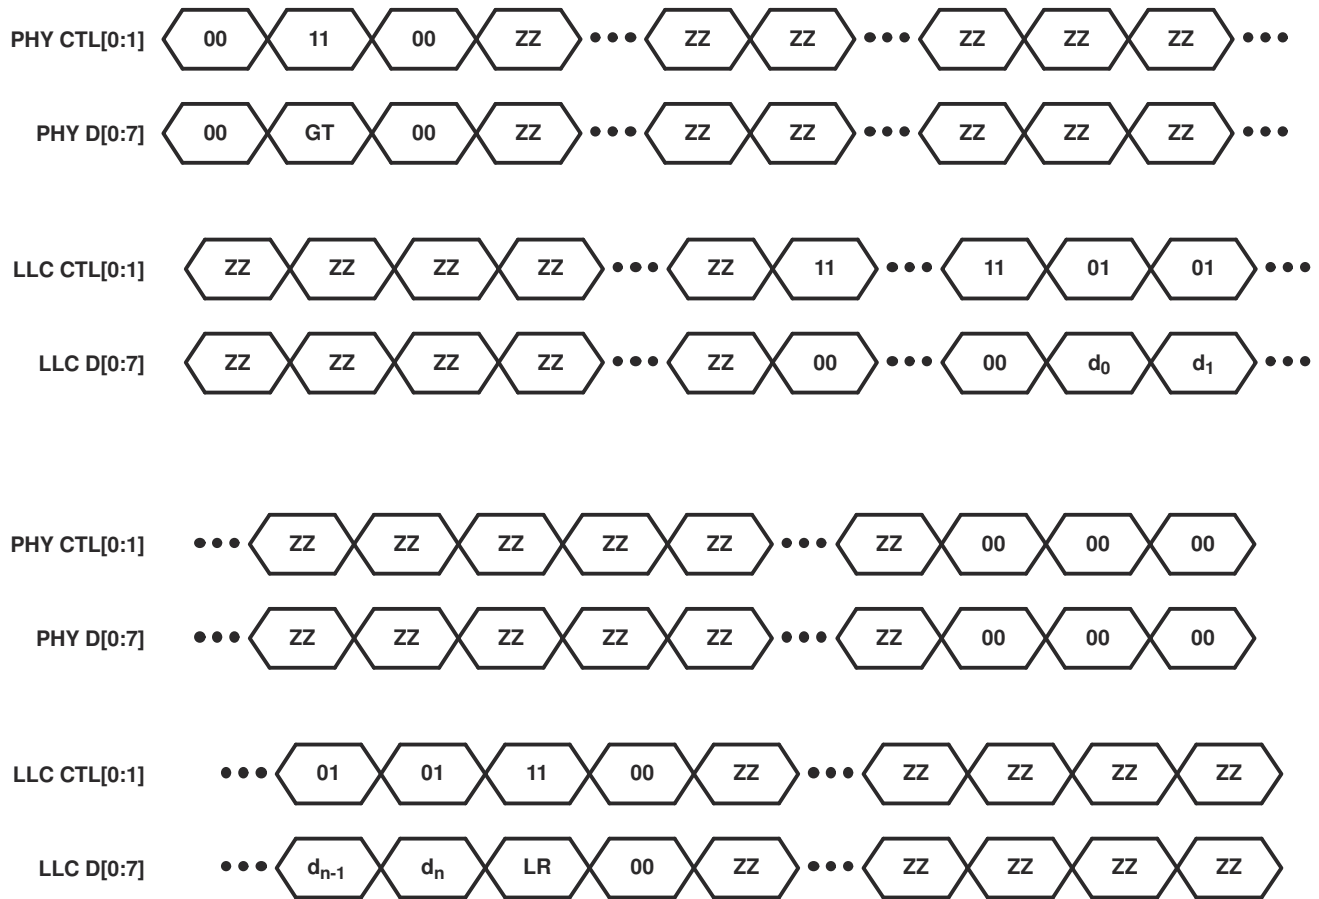 PHY CTL[0:1] 00 11 00 ZZ ••• ZZ ZZ ••• ZZ ZZ ZZ •••
PHY D[0:7] 00 GT 00 ZZ ••• ZZ ZZ ••• ZZ ZZ ZZ •••
LLC CTL[0:1] ZZ ZZ ZZ ZZ ••• ZZ 11 ••• 11 01 01 •••
LLC D[0:7] ZZ ZZ ZZ ZZ ••• ZZ 00 ••• 00 d0 d1 •••
PHY CTL[0:1] ••• ZZ ZZ ZZ ZZ ZZ ••• ZZ 00 00 00
PHY D[0:7] ••• ZZ ZZ ZZ ZZ ZZ ••• ZZ 00 00 00
LLC CTL[0:1] ••• 01 01 11 00 ZZ ••• ZZ ZZ ZZ ZZ
LLC D[0:7] ••• dn-1 dn LR 00 ZZ ••• ZZ ZZ ZZ ZZ